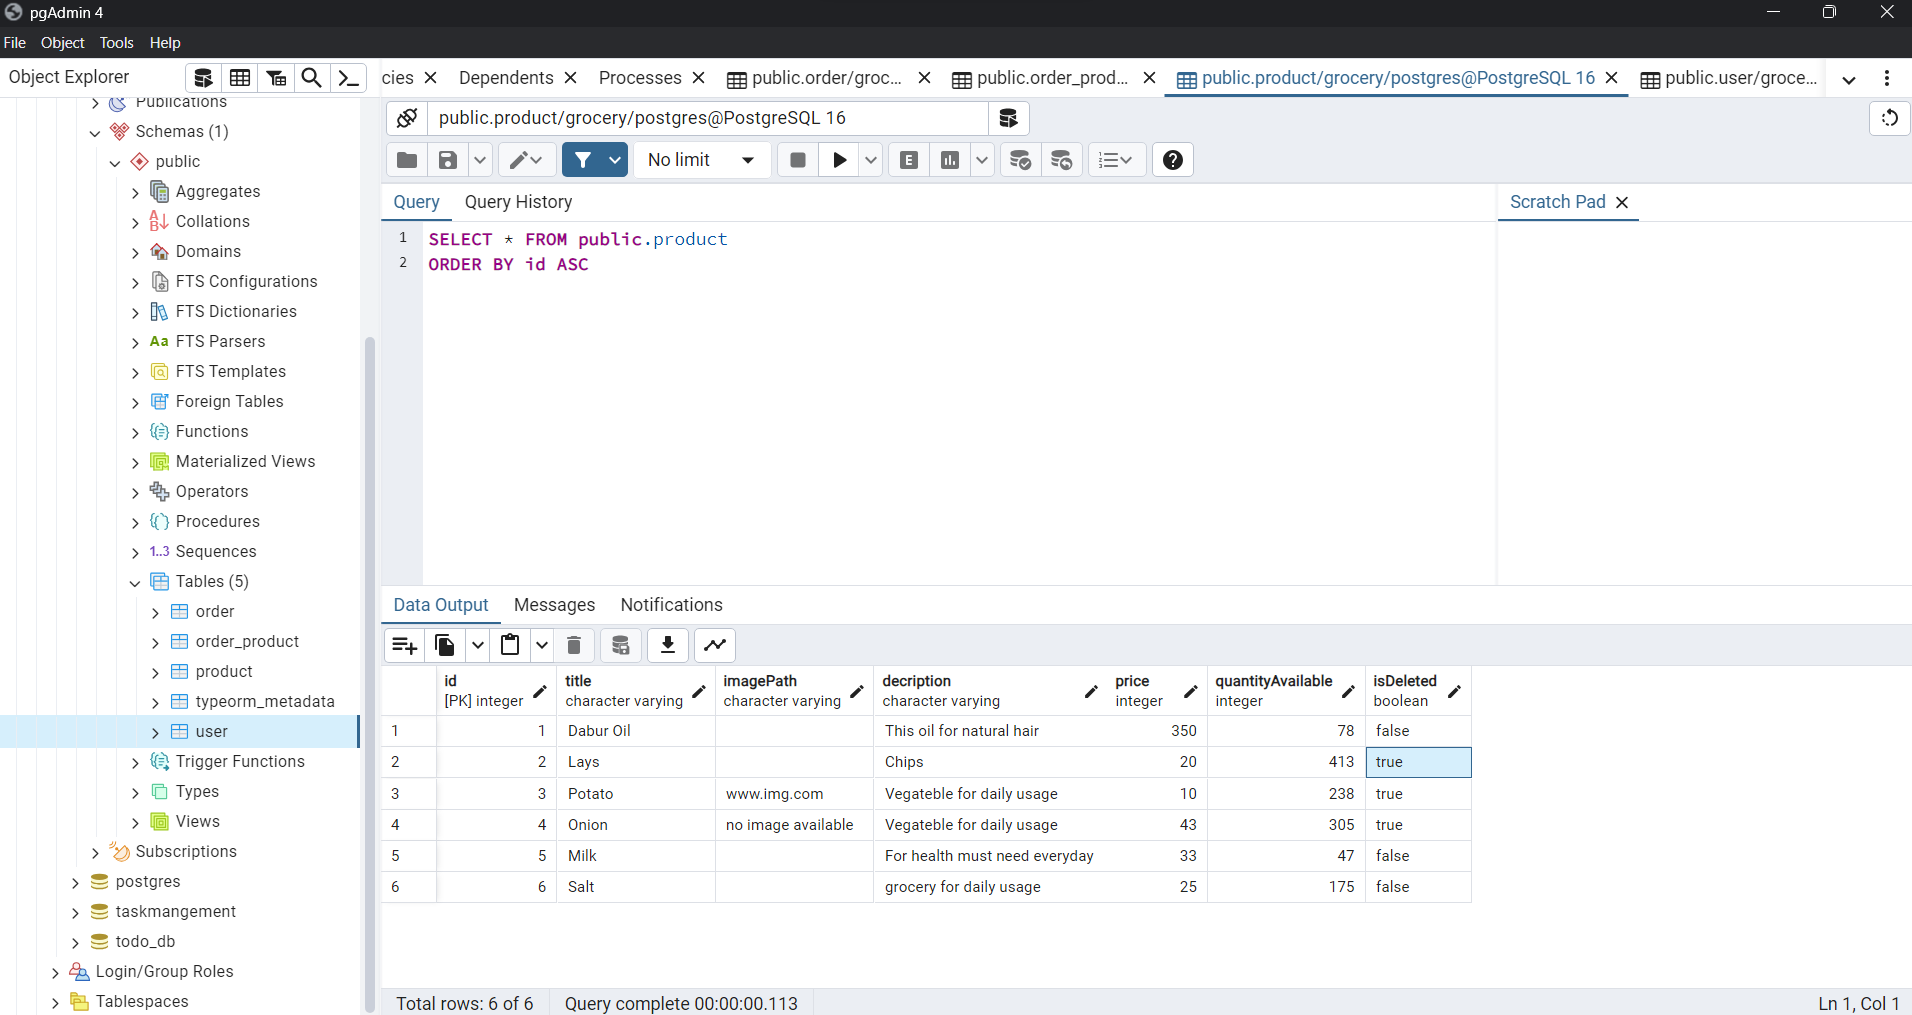 pgAdmin 4
File Object Tools Help
Object Explorer
cies Dependents Processes public.order/groc... public.order_prod... public.product/grocery/postgres@PostgreSQL 16 public.user/groce...
Publications
Schemas (1)
public
Aggregates
Collations
Domains
FTS Configurations
FTS Dictionaries
Aa FTS Parsers
FTS Templates
Foreign Tables
Functions
Materialized Views
Operators
Procedures
1..3 Sequences
Tables (5)
order
order_product
product
typeorm_metadata
user
Trigger Functions
Types
Views
Subscriptions
postgres
taskmangement
todo_db
Login/Group Roles
Tablespaces
public.product/grocery/postgres@PostgreSQL 16
No limit E
Query Query History Scratch Pad
1 SELECT * FROM public.product
2 ORDER BY id ASC
Data Output Messages Notifications
id title imagePath decription price quantityAvailable isDeleted
[PK] integer character varying character varying character varying integer integer boolean
1 1 Dabur Oil This oil for natural hair 350 78 false
2 2 Lays Chips 20 413 true
3 3 Potato www.img.com Vegateble for daily usage 10 238 true
4 4 Onion no image available Vegateble for daily usage 43 305 true
5 5 Milk For health must need everyday 33 47 false
6 6 Salt grocery for daily usage 25 175 false
Total rows: 6 of 6 Query complete 00:00:00.113 Ln 1, Col 1